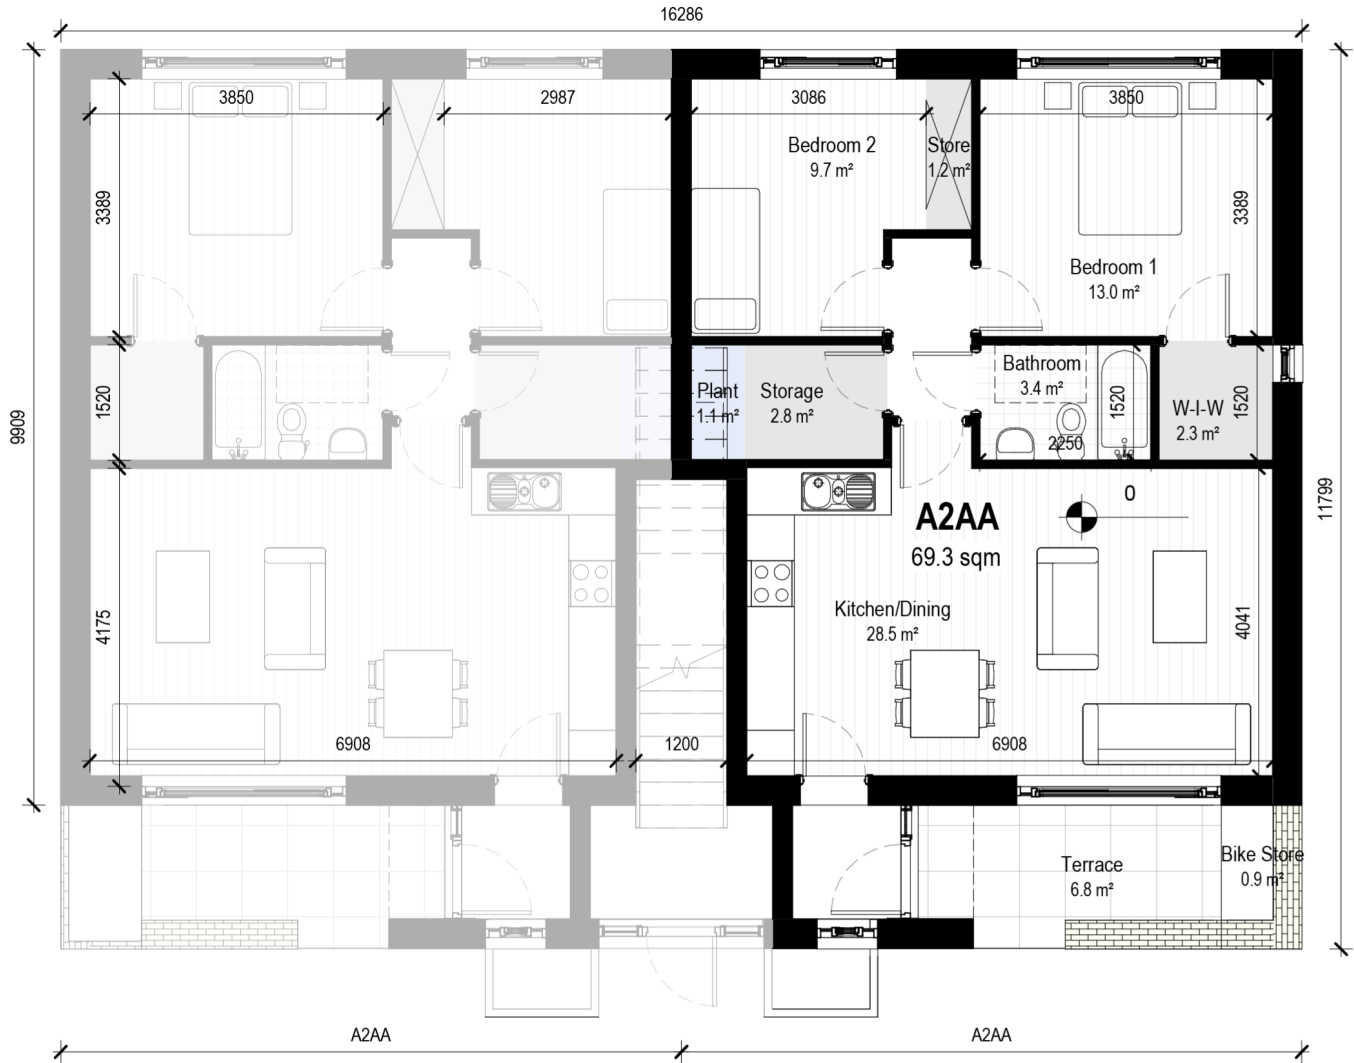 16286
3850
2987
3086
3850
Bedroom 2
9.7 m²
Store
1.2 m²
3389
3389
Bedroom 1
13.0 m²
9909
1520
Plant
1.1 m²
Storage
2.8 m²
Bathroom
3.4 m²
1520
2250
W-I-W
2.3 m²
1520
11799
0
A2AA
69.3 sqm
4175
Kitchen/Dining
28.5 m²
4041
6908
1200
6908
Terrace
6.8 m²
Bike Store
0.9 m²
A2AA
A2AA